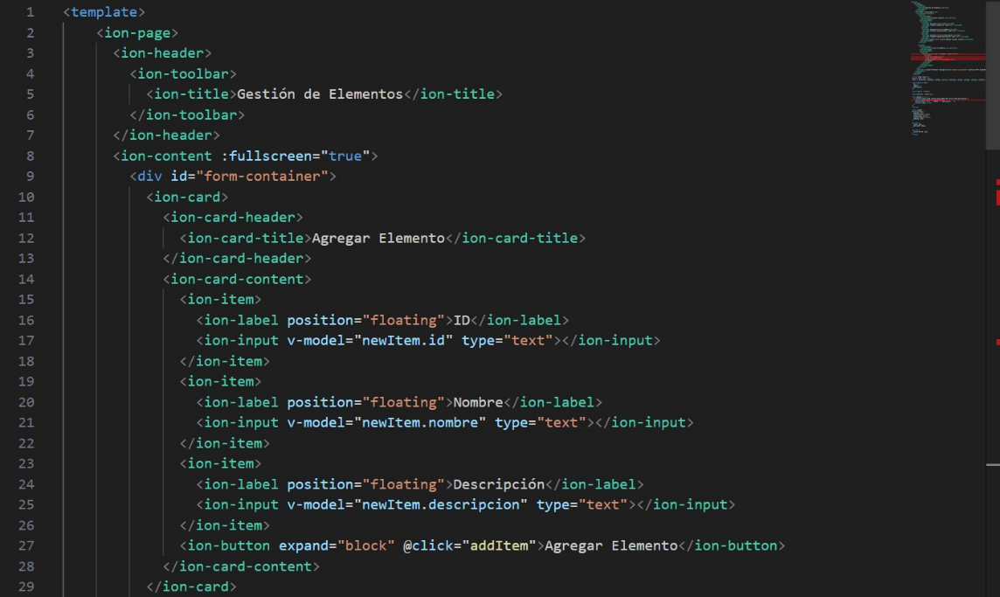 1 <template>
2 <ion-page>
3 <ion-header>
4 <ion-toolbar>
5 <ion-title>Gestión de Elementos</ion-title>
6 </ion-toolbar>
7 </ion-header>
8 <ion-content :fullscreen="true">
9 <div id="form-container">
10 <ion-card>
11 <ion-card-header>
12 <ion-card-title>Agregar Elemento</ion-card-title>
13 </ion-card-header>
14 <ion-card-content>
15 <ion-item>
16 <ion-label position="floating">ID</ion-label>
17 <ion-input v-model="newItem.id" type="text"></ion-input>
18 </ion-item>
19 <ion-item>
20 <ion-label position="floating">Nombre</ion-label>
21 <ion-input v-model="newItem.nombre" type="text"></ion-input>
22 </ion-item>
23 <ion-item>
24 <ion-label position="floating">Descripción</ion-label>
25 <ion-input v-model="newItem.descripcion" type="text"></ion-input>
26 </ion-item>
27 <ion-button expand="block" @click="addItem">Agregar Elemento</ion-button>
28 </ion-card-content>
29 </ion-card>